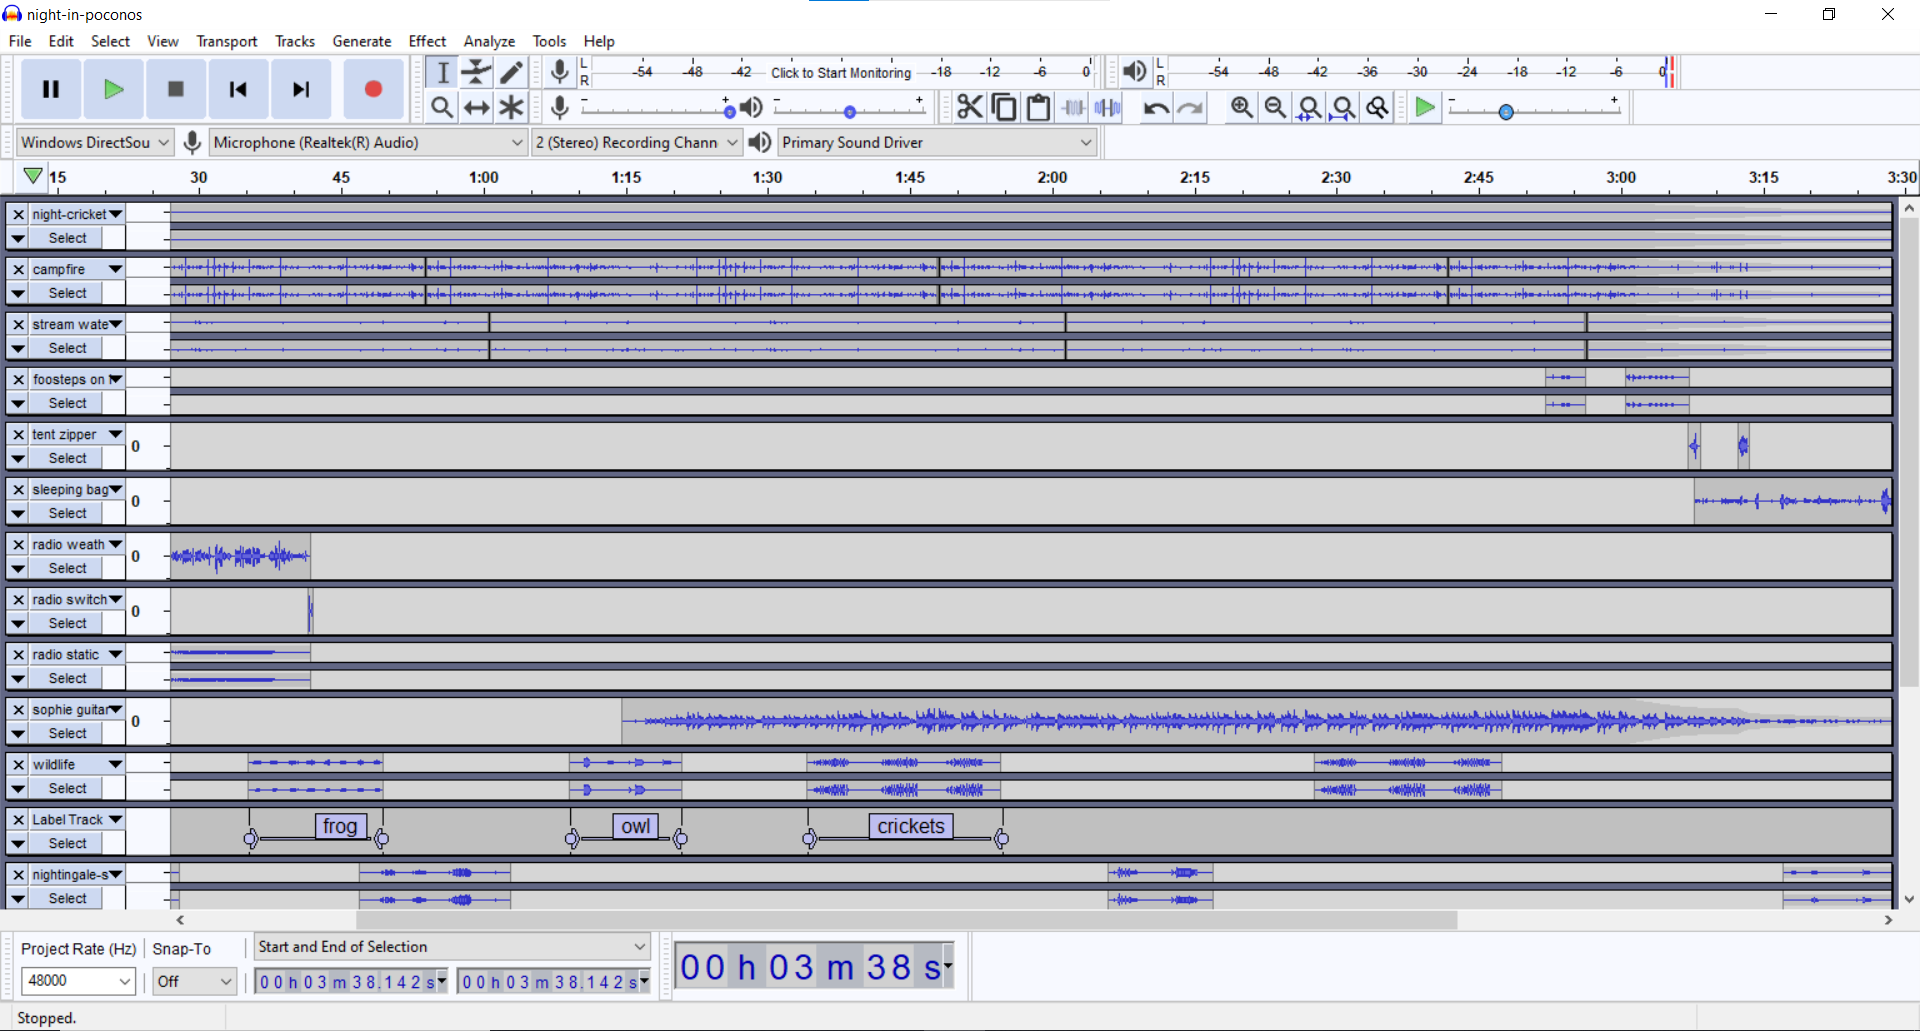 night-in-poconos
File Edit Select View Transport Tracks Generate Effect Analyze Tools Help
L -54 -48 -42 Click to Start Monitoring -18 -12 -6 0 L -54 -48 -42 -36 -30 -24 -18 -12 -6 0
R R
- + - + - +
Windows DirectSou Microphone (Realtek(R) Audio) 2 (Stereo) Recording Chann Primary Sound Driver
15 30 45 1:00 1:15 1:30 1:45 2:00 2:15 2:30 2:45 3:00 3:15 3:30
night-cricket
Select
campfire
Select
stream wate
Select
foosteps on
Select
tent zipper 0
Select
sleeping bag 0
Select
radio weath 0
Select
radio switch 0
Select
radio static
Select
sophie guitar 0
Select
wildlife
Select
Label Track frog owl crickets
Select
nightingale-s
Select
Project Rate (Hz) Snap-To Start and End of Selection
48000 Off 00 h 03 m 38.142 s 00 h 03 m 38.142 s 00 h 03 m 38 s
Stopped.